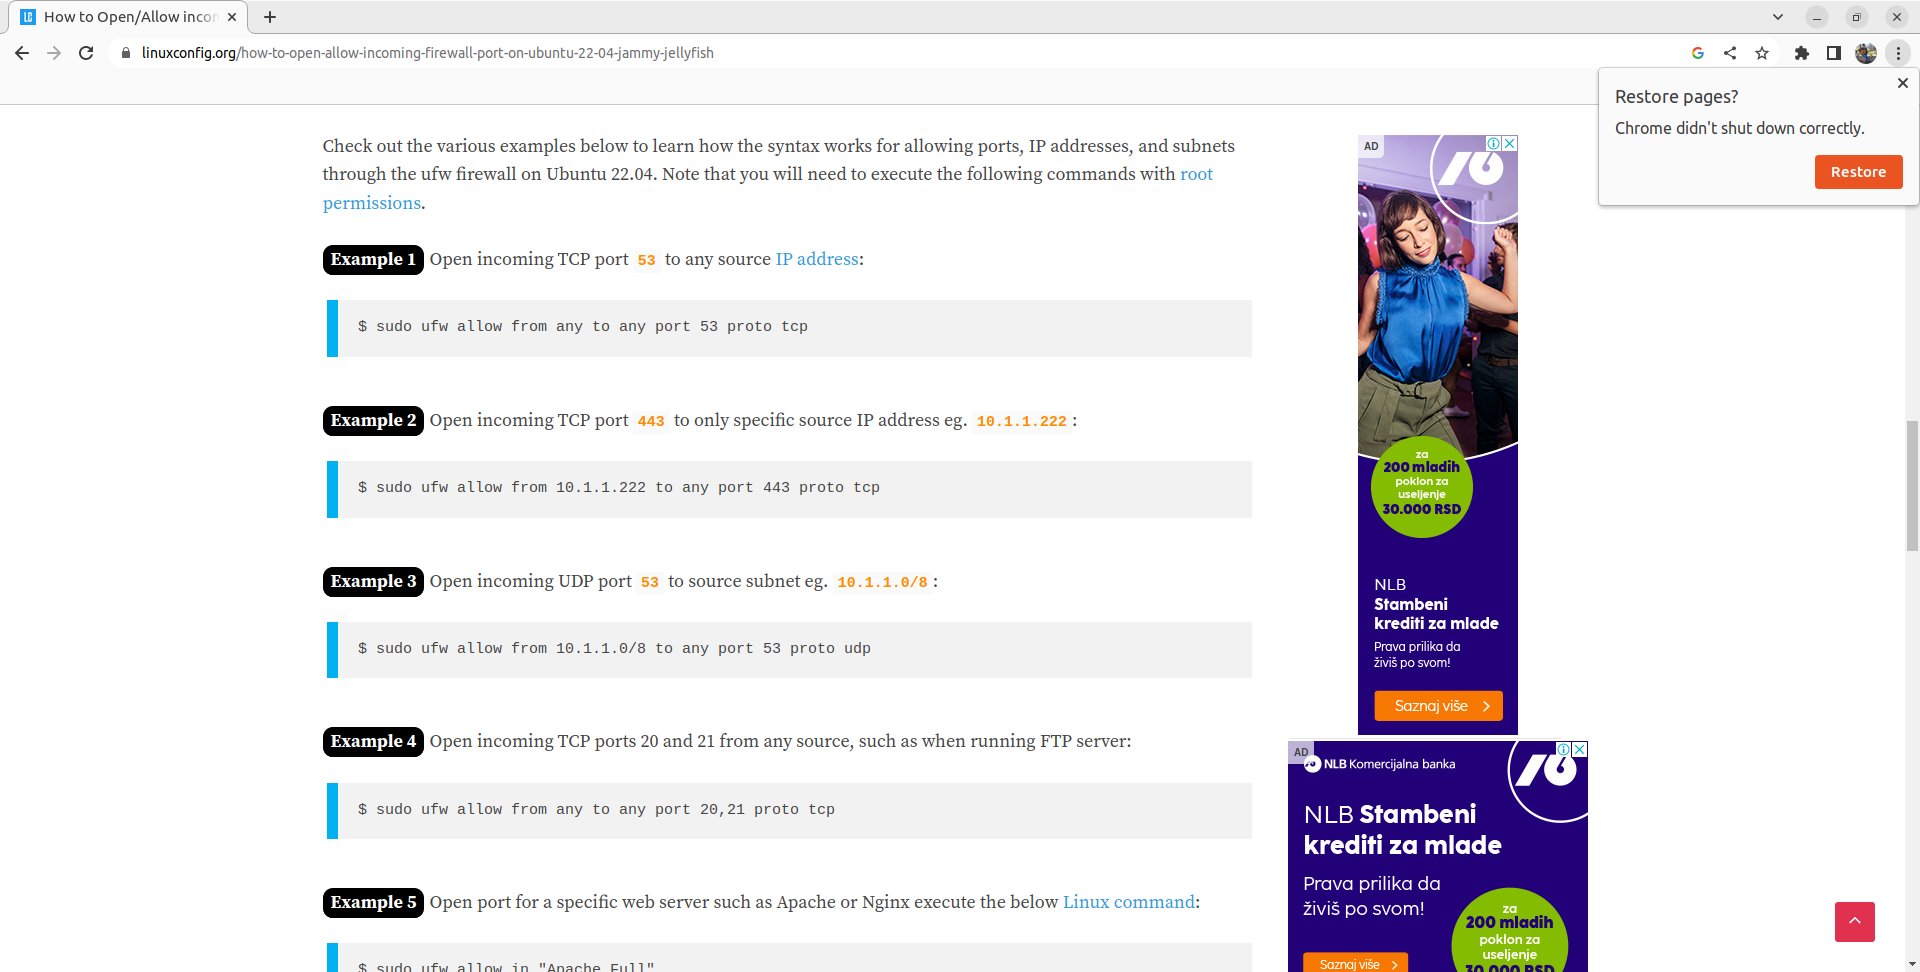 How to Open/Allow incon
linuxconfig.org/how-to-open-allow-incoming-firewall-port-on-ubuntu-22-04-jammy-jellyfish
Restore pages?
Chrome didn't shut down correctly.
Restore
Check out the various examples below to learn how the syntax works for allowing ports, IP addresses, and subnets
through the ufw firewall on Ubuntu 22.04. Note that you will need to execute the following commands with root
permissions.
Example 1 Open incoming TCP port 53 to any source IP address:
$ sudo ufw allow from any to any port 53 proto tcp
Example 2 Open incoming TCP port 443 to only specific source IP address eg. 10.1.1.222 :
$ sudo ufw allow from 10.1.1.222 to any port 443 proto tcp
Example 3 Open incoming UDP port 53 to source subnet eg. 10.1.1.0/8 :
$ sudo ufw allow from 10.1.1.0/8 to any port 53 proto udp
Example 4 Open incoming TCP ports 20 and 21 from any source, such as when running FTP server:
$ sudo ufw allow from any to any port 20,21 proto tcp
Example 5 Open port for a specific web server such as Apache or Nginx execute the below Linux command:
$ sudo ufw allow in "Apache Full"
AD
za
200 mladih
poklon za
useljenje
30.000 RSD
NLB
Stambeni
krediti za mlade
Prava prilika da
živiš po svom!
Saznaj više
AD
NLB Komercijalna banka
NLB Stambeni
krediti za mlade
Prava prilika da
živiš po svom!
za
200 mladih
poklon za
useljenje
30.000 RSD
Saznaj više